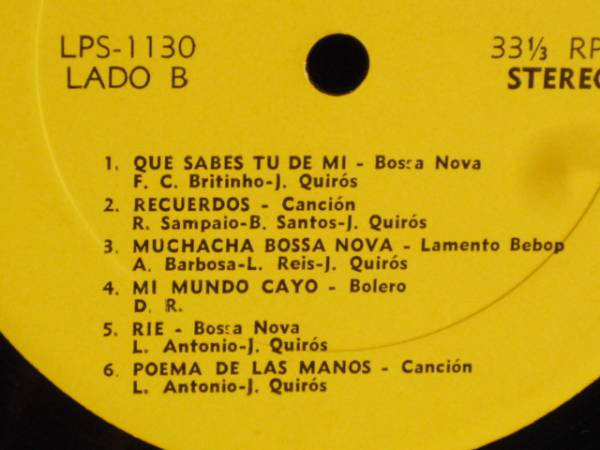 LPS-1130
LADO B
33⅓ RP
STEREO
1. QUE SABES TU DE MI - Bossa Nova
F. C. Britinho-J. Quirós
2. RECUERDOS - Canción
R. Sampaio-B. Santos-J. Quirós
3. MUCHACHA BOSSA NOVA - Lamento Bebop
A. Barbosa-L. Reis-J. Quirós
4. MI MUNDO CAYO - Bolero
D. R.
5. RIE - Bossa Nova
L. Antonio-J. Quirós
6. POEMA DE LAS MANOS - Canción
L. Antonio-J. Quirós